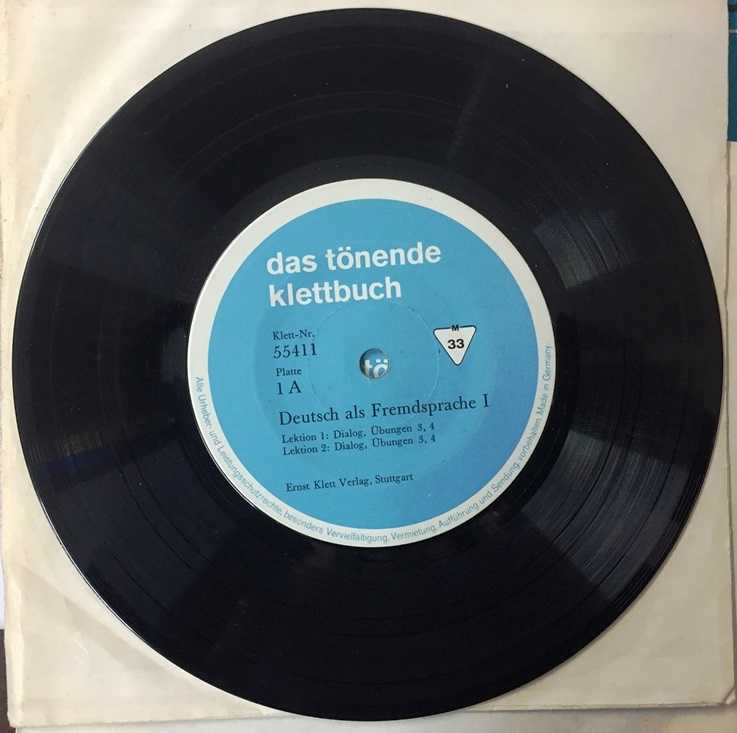 das tönende
klettbuch
Klett-Nr.
55411
M
33
Platte
1 A
tö
Deutsch als Fremdsprache I
Lektion 1: Dialog, Übungen 3, 4
Lektion 2: Dialog, Übungen 3, 4
Ernst Klett Verlag, Stuttgart
Alle Urheber- und Leistungsschutzrechte, besonders Vervielfältigung, Vermietung, Aufführung und Sendung, vorbehalten. Made in Germany